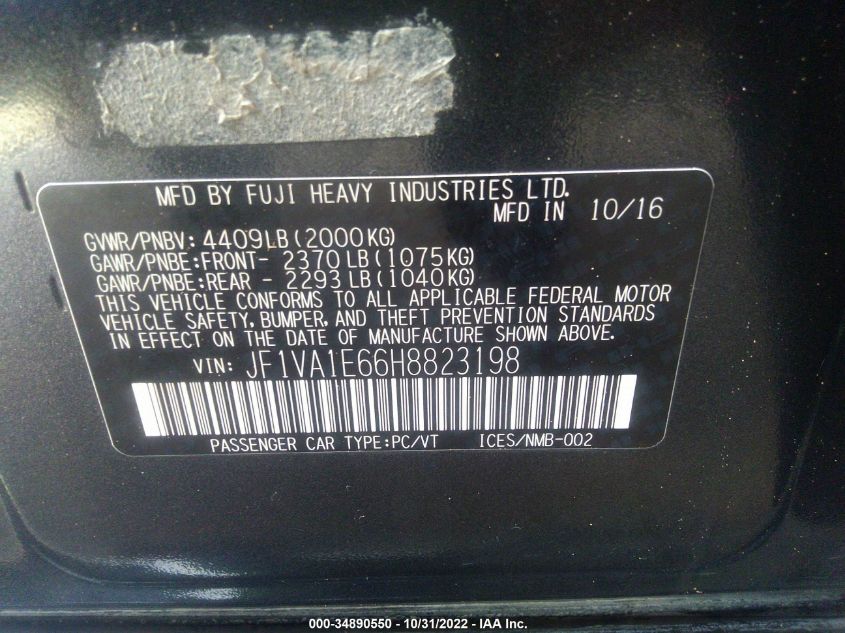 MFD BY FUJI HEAVY INDUSTRIES LTD.
MFD IN 10/16
GVWR/PNBV: 4409LB(2000KG)
GAWR/PNBE:FRONT- 2370LB(1075KG)
GAWR/PNBE:REAR - 2293LB(1040KG)
THIS VEHICLE CONFORMS TO ALL APPLICABLE FEDERAL MOTOR
VEHICLE SAFETY, BUMPER, AND THEFT PREVENTION STANDARDS
IN EFFECT ON THE DATE OF MANUFACTURE SHOWN ABOVE.
VIN: JF1VA1E66H8823198
PASSENGER CAR TYPE:PC/VT ICES/NMB-002
000-34890550 - 10/31/2022 - IAA Inc.